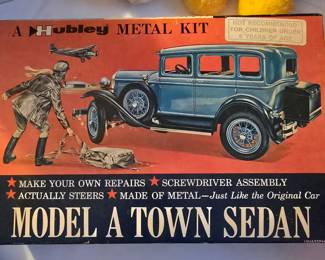 A Hubley METAL KIT
NOT RECOMMENDED
FOR CHILDREN UNDER
6 YEARS OF AGE
★ MAKE YOUR OWN REPAIRS ★ SCREWDRIVER ASSEMBLY
★ ACTUALLY STEERS ★ MADE OF METAL—Just Like the Original Car
MODEL A TOWN SEDAN